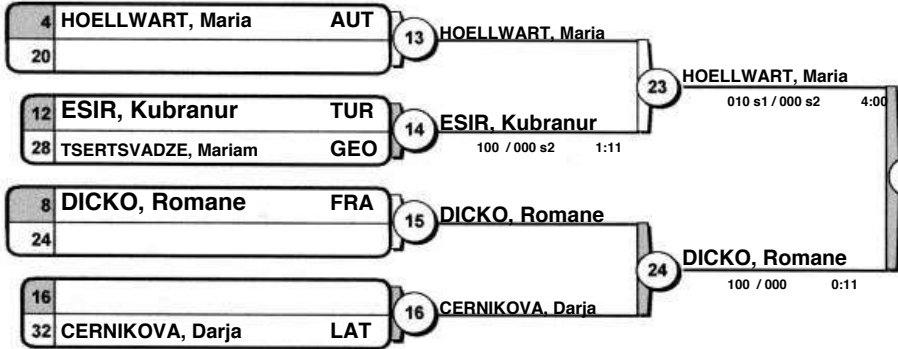 4 HOELLWART, Maria AUT
20
13 HOELLWART, Maria
12 ESIR, Kubranur TUR
28 TSERTSVADZE, Mariam GEO
14 ESIR, Kubranur
100 / 000 s2 1:11
23 HOELLWART, Maria
010 s1 / 000 s2 4:00
8 DICKO, Romane FRA
24
15 DICKO, Romane
16
32 CERNIKOVA, Darja LAT
16 CERNIKOVA, Darja
24 DICKO, Romane
100 / 000 0:11